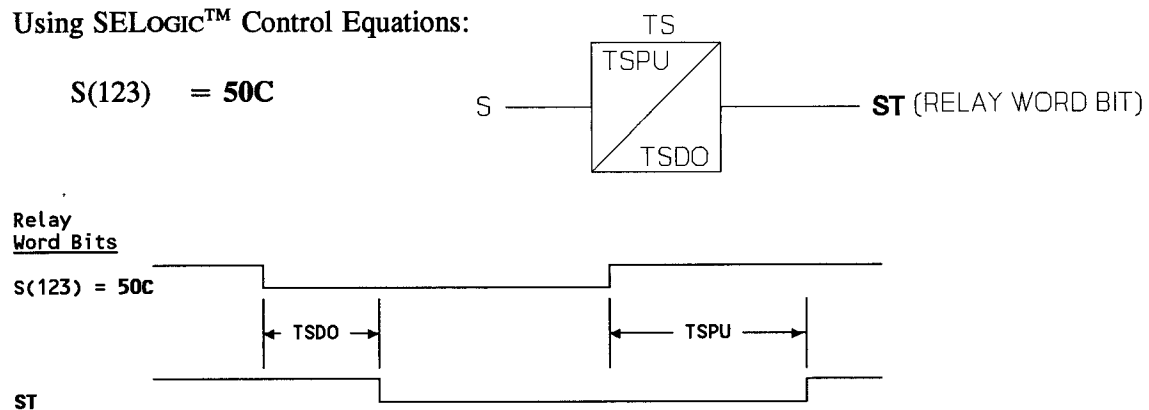 Using SELOGIC™ Control Equations:
TS
TSPU
S(123) = 50C
S
ST (RELAY WORD BIT)
TSDO
Relay
Word Bits
S(123) = 50C
TSDO
TSPU
ST